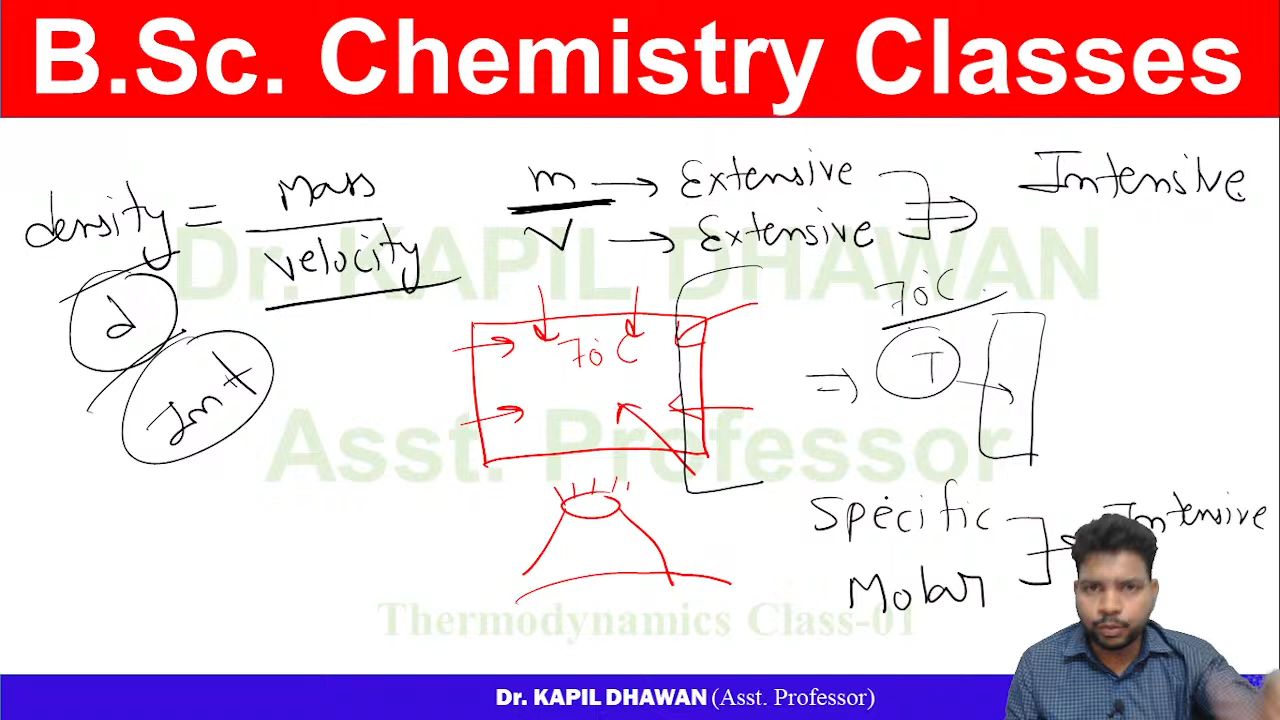 B.Sc. Chemistry Classes
density = Mass / velocity
m → Extensive
V → Extensive
⇒ Intensive
d
Int
70°C
⇒ T
70°C
Specific
Molar
Intensive
Dr. KAPIL DHAWAN
Asst. Professor
Thermodynamics Class-01
Dr. KAPIL DHAWAN (Asst. Professor)